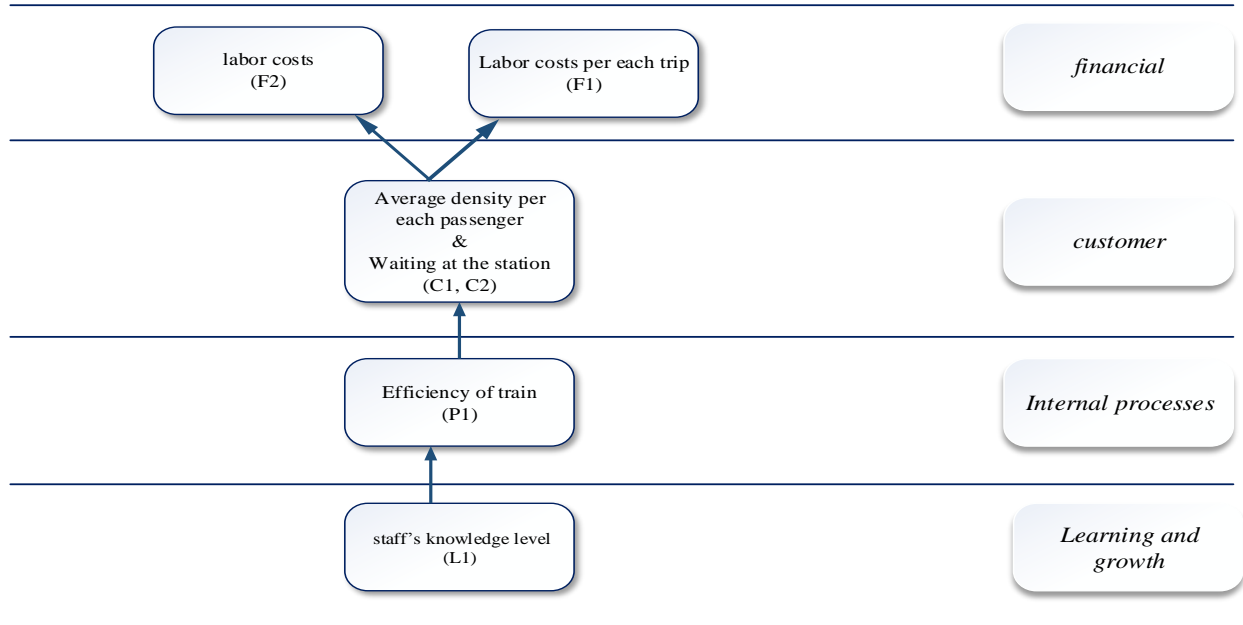 labor costs
(F2)
Labor costs per each trip
(F1)
financial
Average density per
each passenger
&
Waiting at the station
(C1, C2)
customer
Efficiency of train
(P1)
Internal processes
staff’s knowledge level
(L1)
Learning and
growth